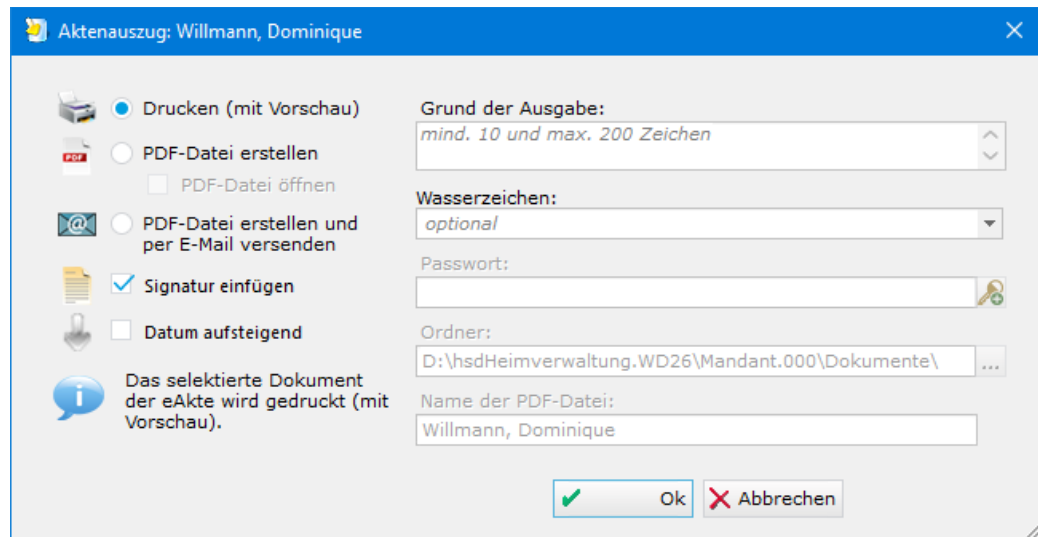 Aktenauszug: Willmann, Dominique
Drucken (mit Vorschau)
PDF
PDF-Datei erstellen
PDF-Datei öffnen
@
PDF-Datei erstellen und
per E-Mail versenden
Signatur einfügen
Datum aufsteigend
i
Das selektierte Dokument
der eAkte wird gedruckt (mit
Vorschau).
Grund der Ausgabe:
mind. 10 und max. 200 Zeichen
Wasserzeichen:
optional
Passwort:
Ordner:
D:\hsdHeimverwaltung.WD26\Mandant.000\Dokumente\
...
Name der PDF-Datei:
Willmann, Dominique
Ok
Abbrechen